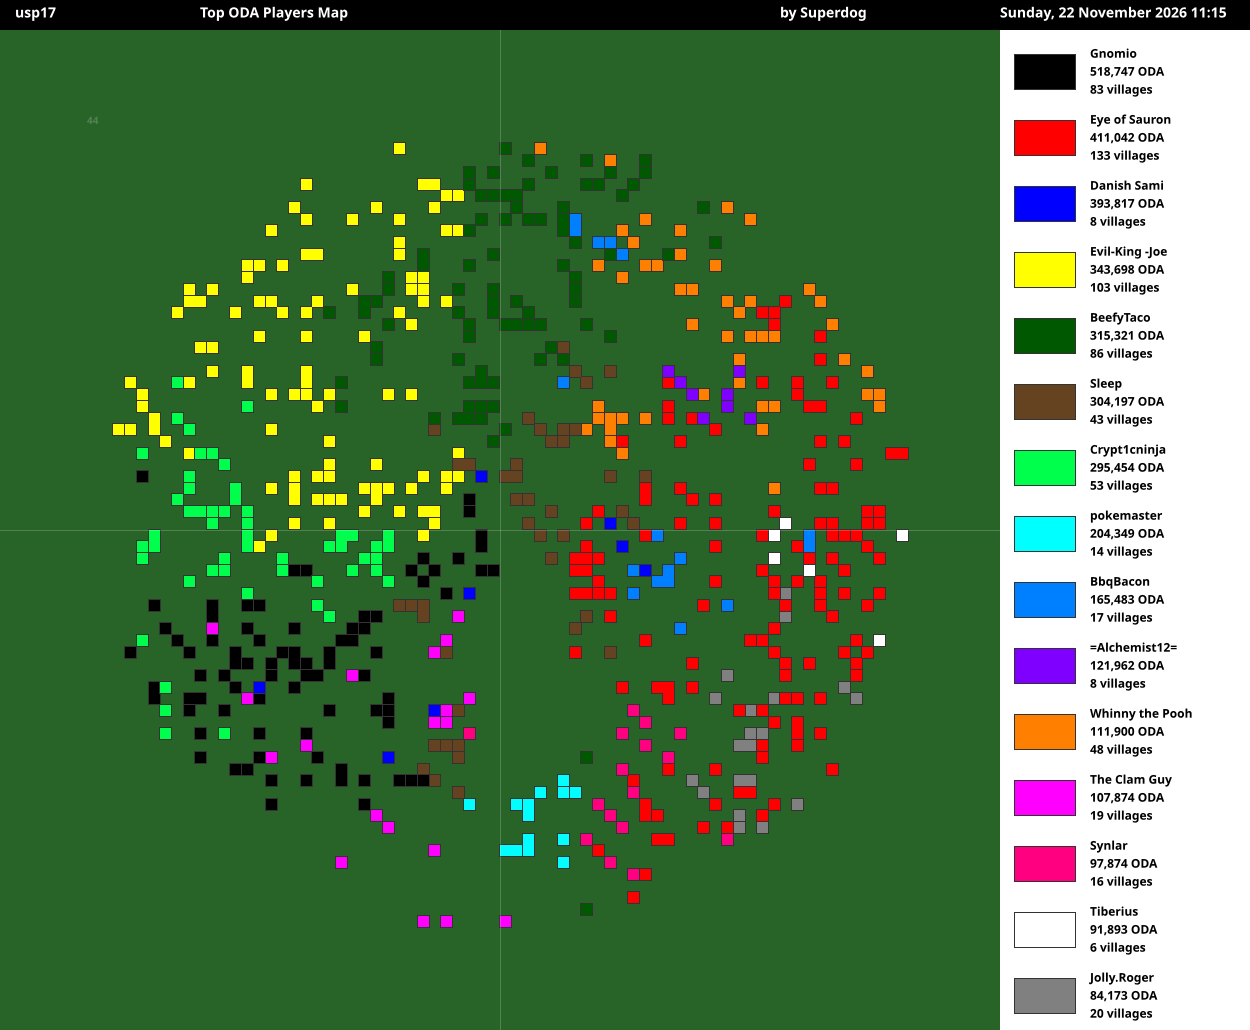 usp17 Top ODA Players Map by Superdog Sunday, 22 November 2026 11:15
44
Gnomio
518,747 ODA
83 villages
Eye of Sauron
411,042 ODA
133 villages
Danish Sami
393,817 ODA
8 villages
Evil-King -Joe
343,698 ODA
103 villages
BeefyTaco
315,321 ODA
86 villages
Sleep
304,197 ODA
43 villages
Crypt1cninja
295,454 ODA
53 villages
pokemaster
204,349 ODA
14 villages
BbqBacon
165,483 ODA
17 villages
=Alchemist12=
121,962 ODA
8 villages
Whinny the Pooh
111,900 ODA
48 villages
The Clam Guy
107,874 ODA
19 villages
Synlar
97,874 ODA
16 villages
Tiberius
91,893 ODA
6 villages
Jolly.Roger
84,173 ODA
20 villages